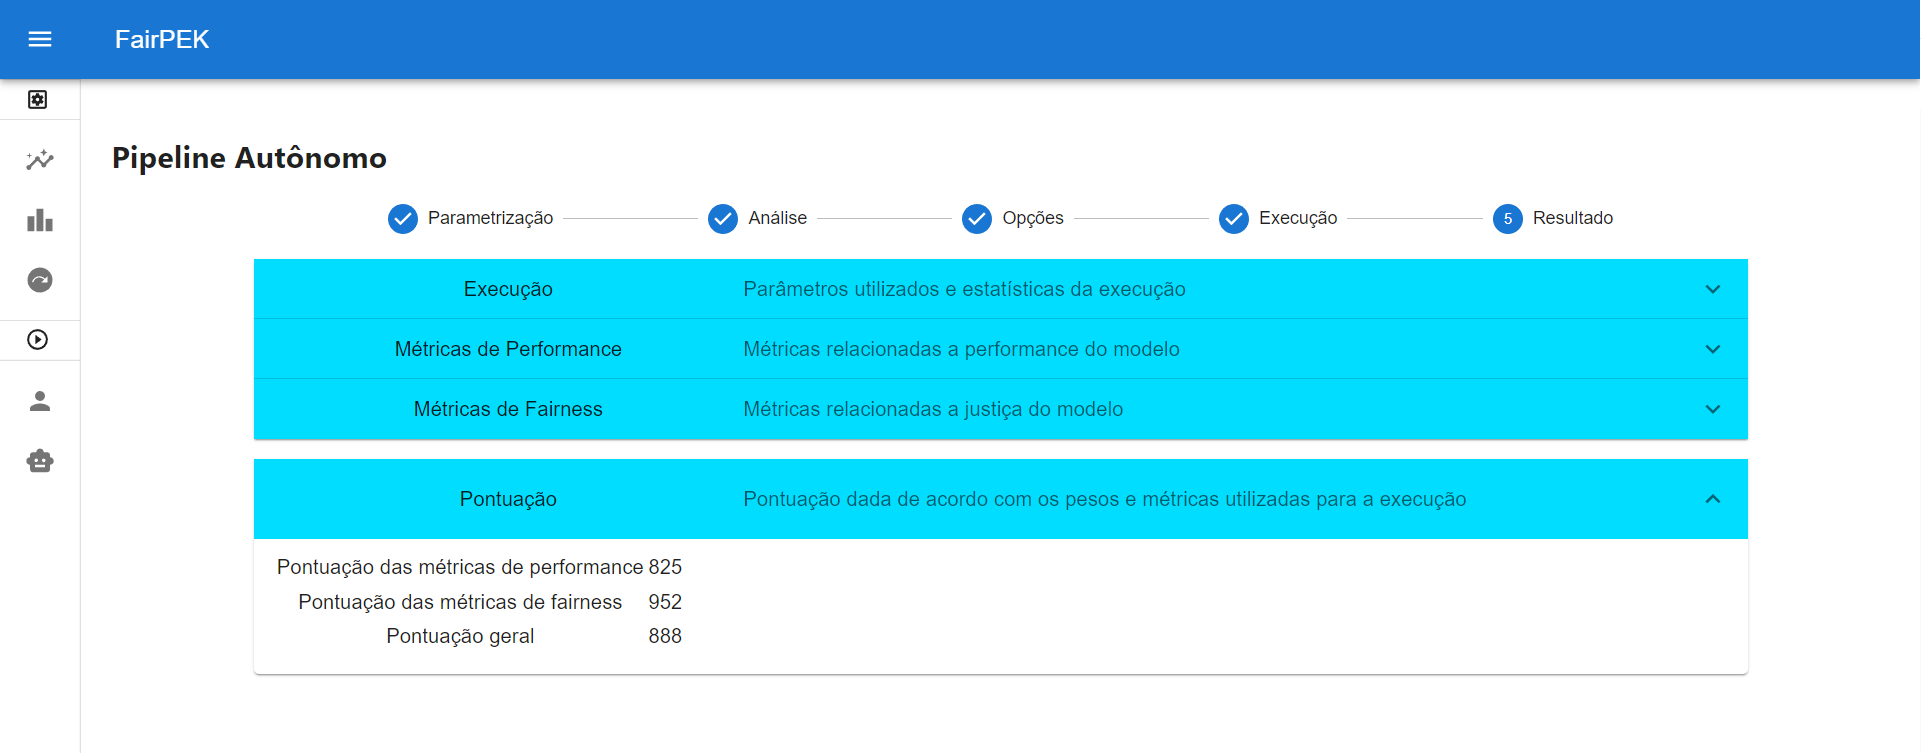 FairPEK
Pipeline Autônomo
Parametrização Análise Opções Execução 5 Resultado
Execução Parâmetros utilizados e estatísticas da execução
Métricas de Performance Métricas relacionadas a performance do modelo
Métricas de Fairness Métricas relacionadas a justiça do modelo
Pontuação Pontuação dada de acordo com os pesos e métricas utilizadas para a execução
Pontuação das métricas de performance 825
Pontuação das métricas de fairness 952
Pontuação geral 888